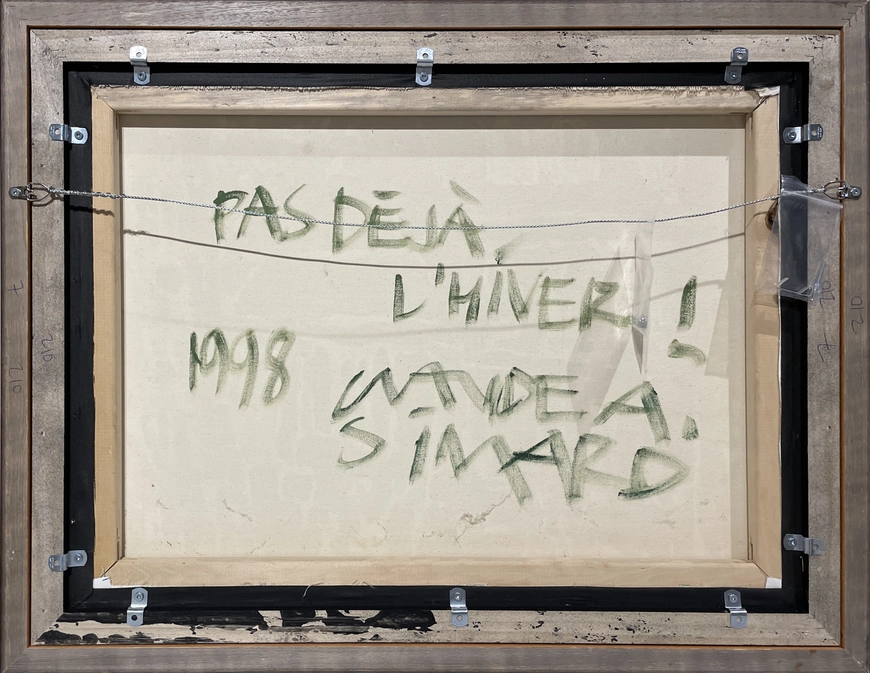 PAS DÉJÀ
L'HIVER !
1998
CLAUDE A.
SIMARD